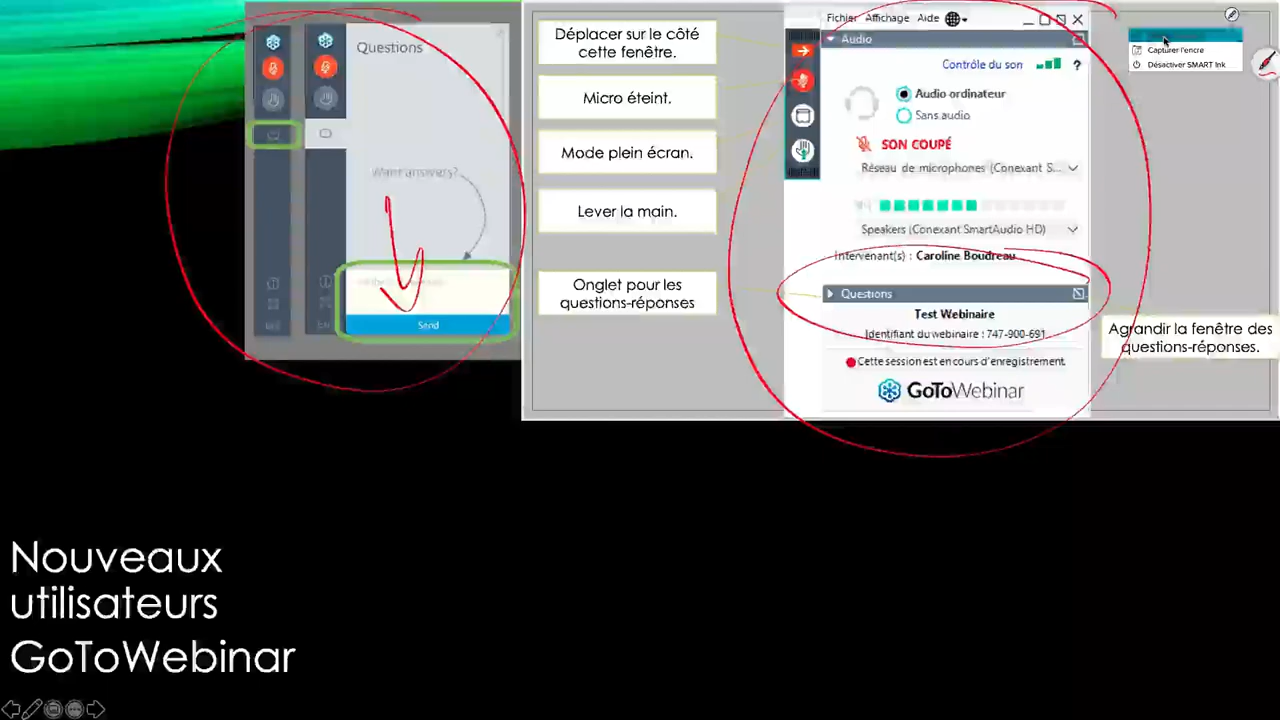 Questions
Want answers?
Send
Déplacer sur le côté
cette fenêtre.
Micro éteint.
Mode plein écran.
Lever la main.
Onglet pour les
questions-réponses
Fichier Affichage Aide
Audio
Contrôle du son
?
Audio ordinateur
Sans audio
SON COUPÉ
Réseau de microphones (Conexant S...
Speakers (Conexant SmartAudio HD)
Intervenant(s) : Caroline Boudreau
Questions
Test Webinaire
Identifiant du webinaire : 747-900-691
Cette session est en cours d'enregistrement.
GoToWebinar
Capturer l'encre
Désactiver SMART Ink
Agrandir la fenêtre des
questions-réponses.
Nouveaux
utilisateurs
GoToWebinar